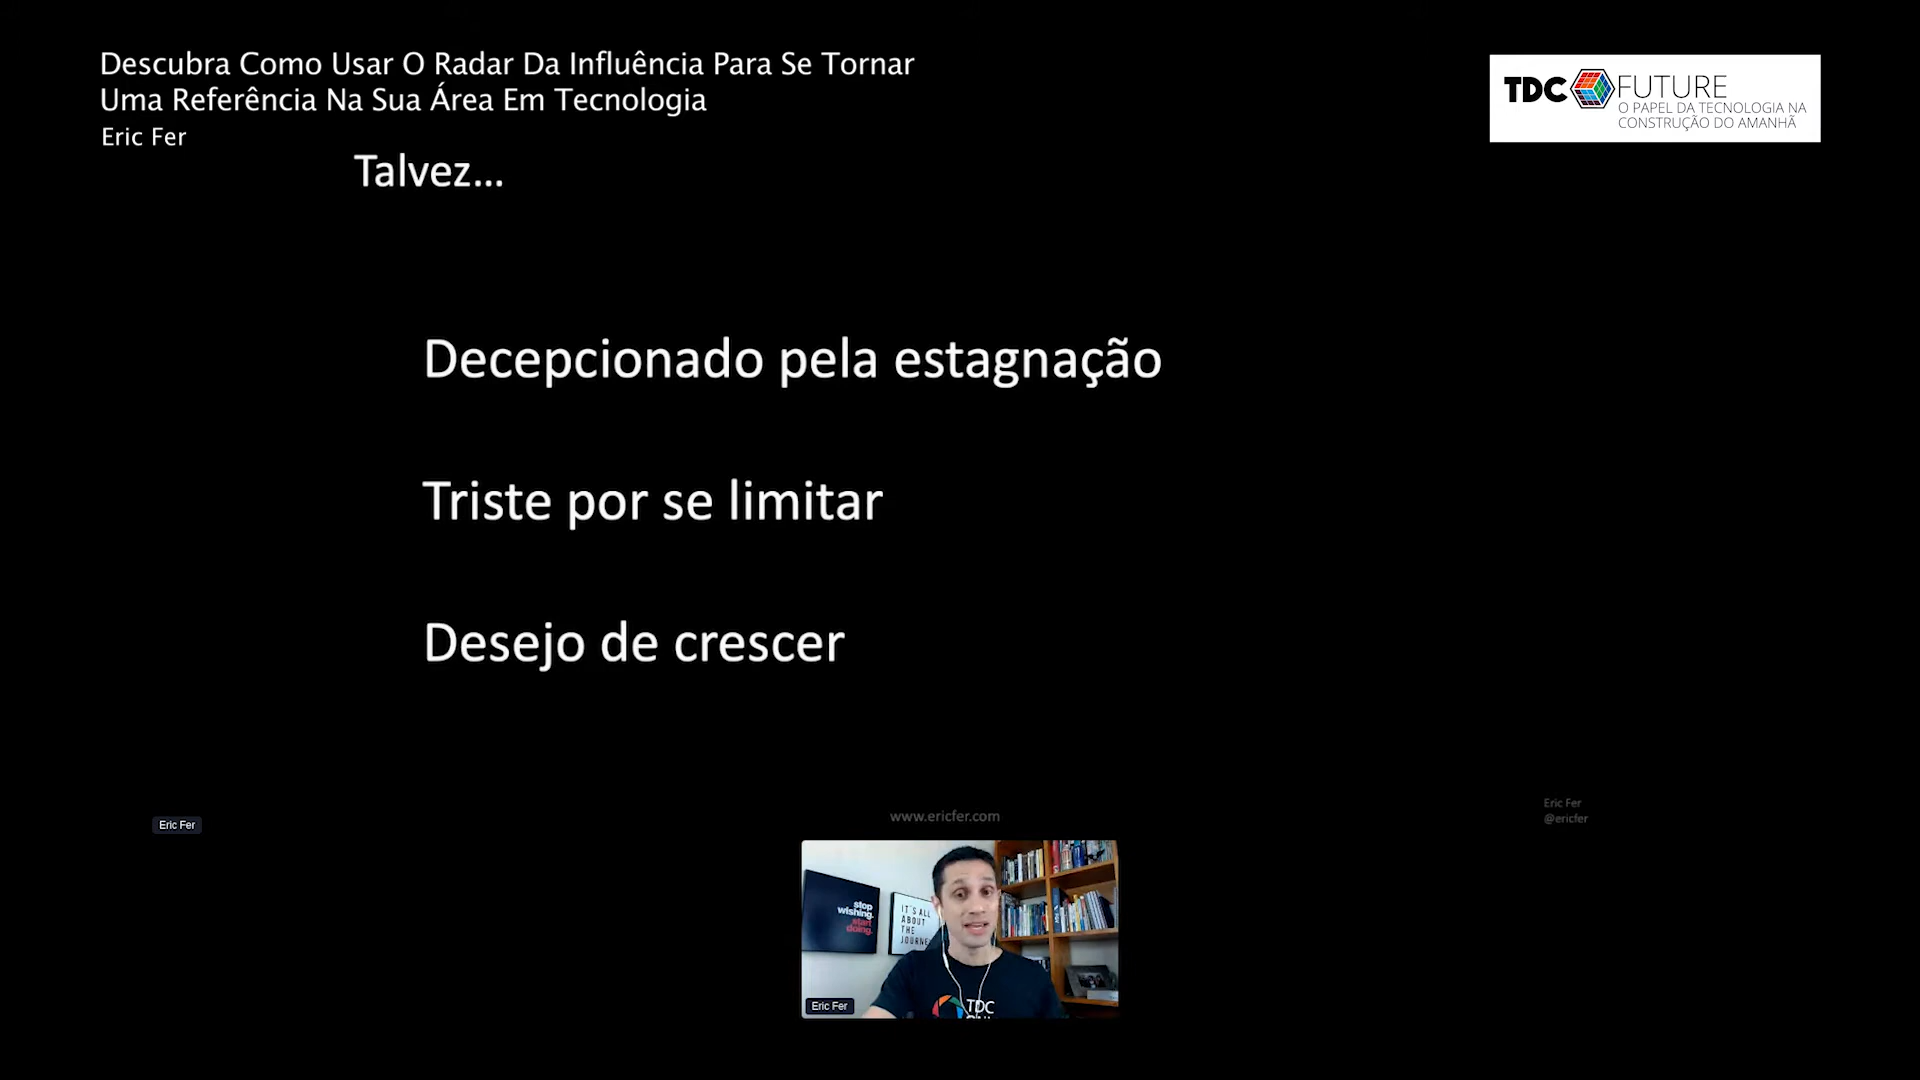 Descubra Como Usar O Radar Da Influência Para Se Tornar
Uma Referência Na Sua Área Em Tecnologia
Eric Fer
TDC FUTURE
O PAPEL DA TECNOLOGIA NA
CONSTRUÇÃO DO AMANHÃ
Talvez...
Decepcionado pela estagnação
Triste por se limitar
Desejo de crescer
Eric Fer
@ericfer
www.ericfer.com
Eric Fer
stop
wishing.
start
doing.
IT'S ALL
ABOUT
THE
TDC
Eric Fer